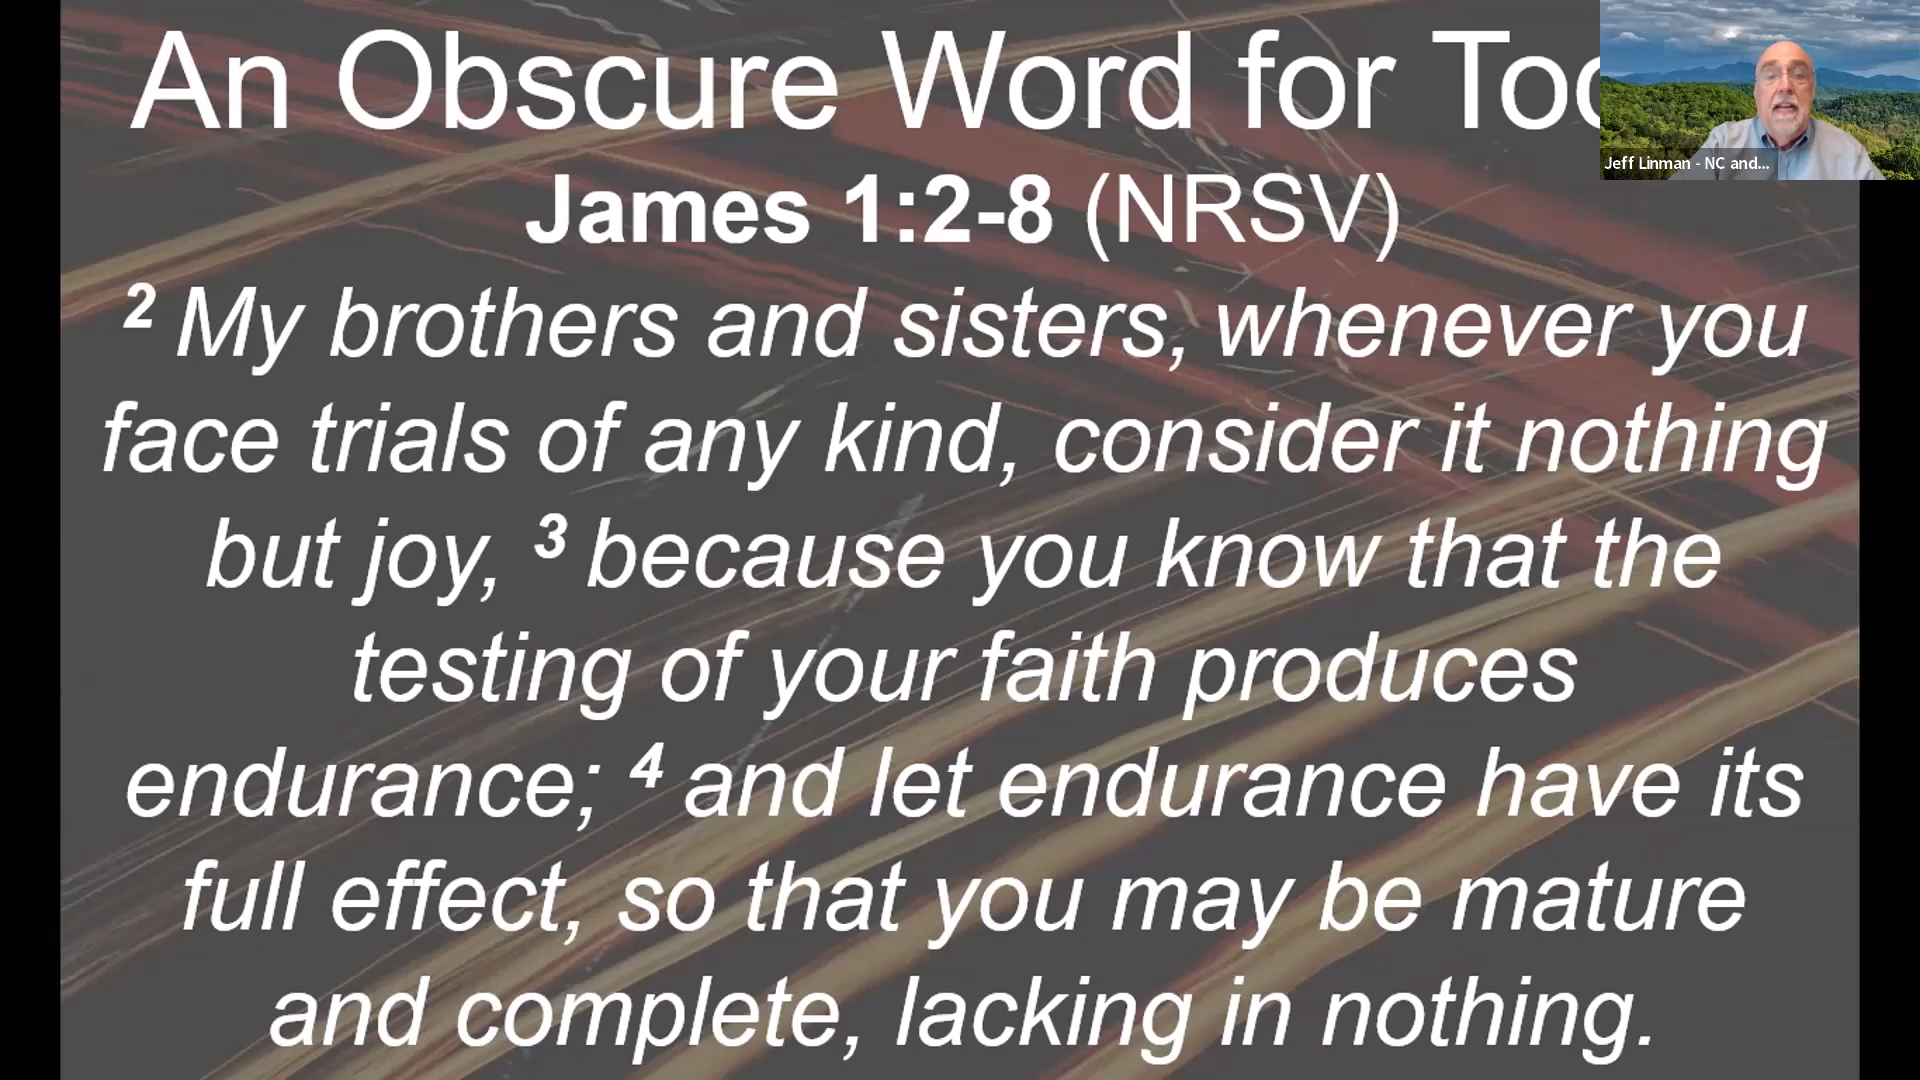 An Obscure Word for
James 1:2-8 (NRSV)
2 My brothers and sisters, whenever you
face trials of any kind, consider it nothing
but joy, 3 because you know that the
testing of your faith produces
endurance; 4 and let endurance have its
full effect, so that you may be mature
and complete, lacking in nothing.
Jeff Linman - NC and...